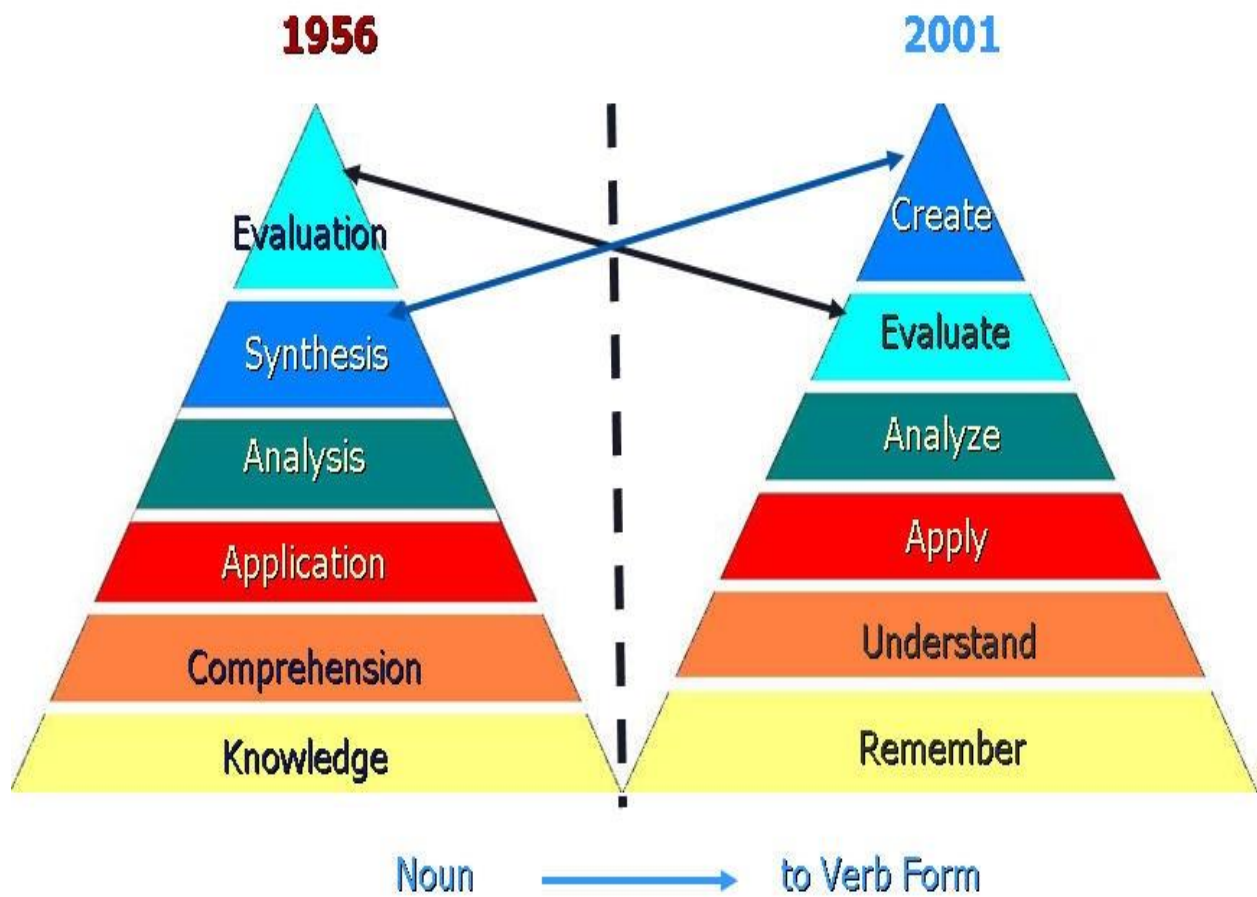 1956
Evaluation
Synthesis
Analysis
Application
Comprehension
Knowledge
2001
Create
Evaluate
Analyze
Apply
Understand
Remember
Noun to Verb Form